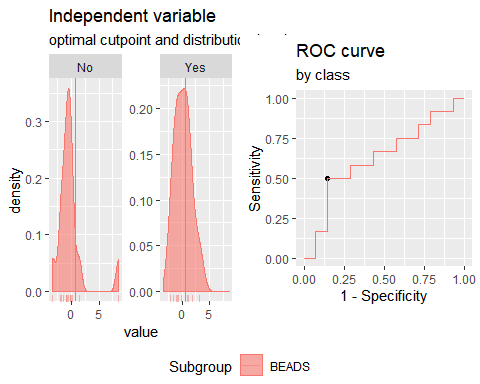 Independent variable
optimal cutpoint and distributio
No
Yes
density
0.3
0.2
0.1
0.0
0.20
0.15
0.10
0.05
0.00
0
5
0
5
value
ROC curve
by class
Sensitivity
1.00
0.75
0.50
0.25
0.00
0.00
0.25
0.50
0.75
1.00
1 - Specificity
Subgroup
BEADS